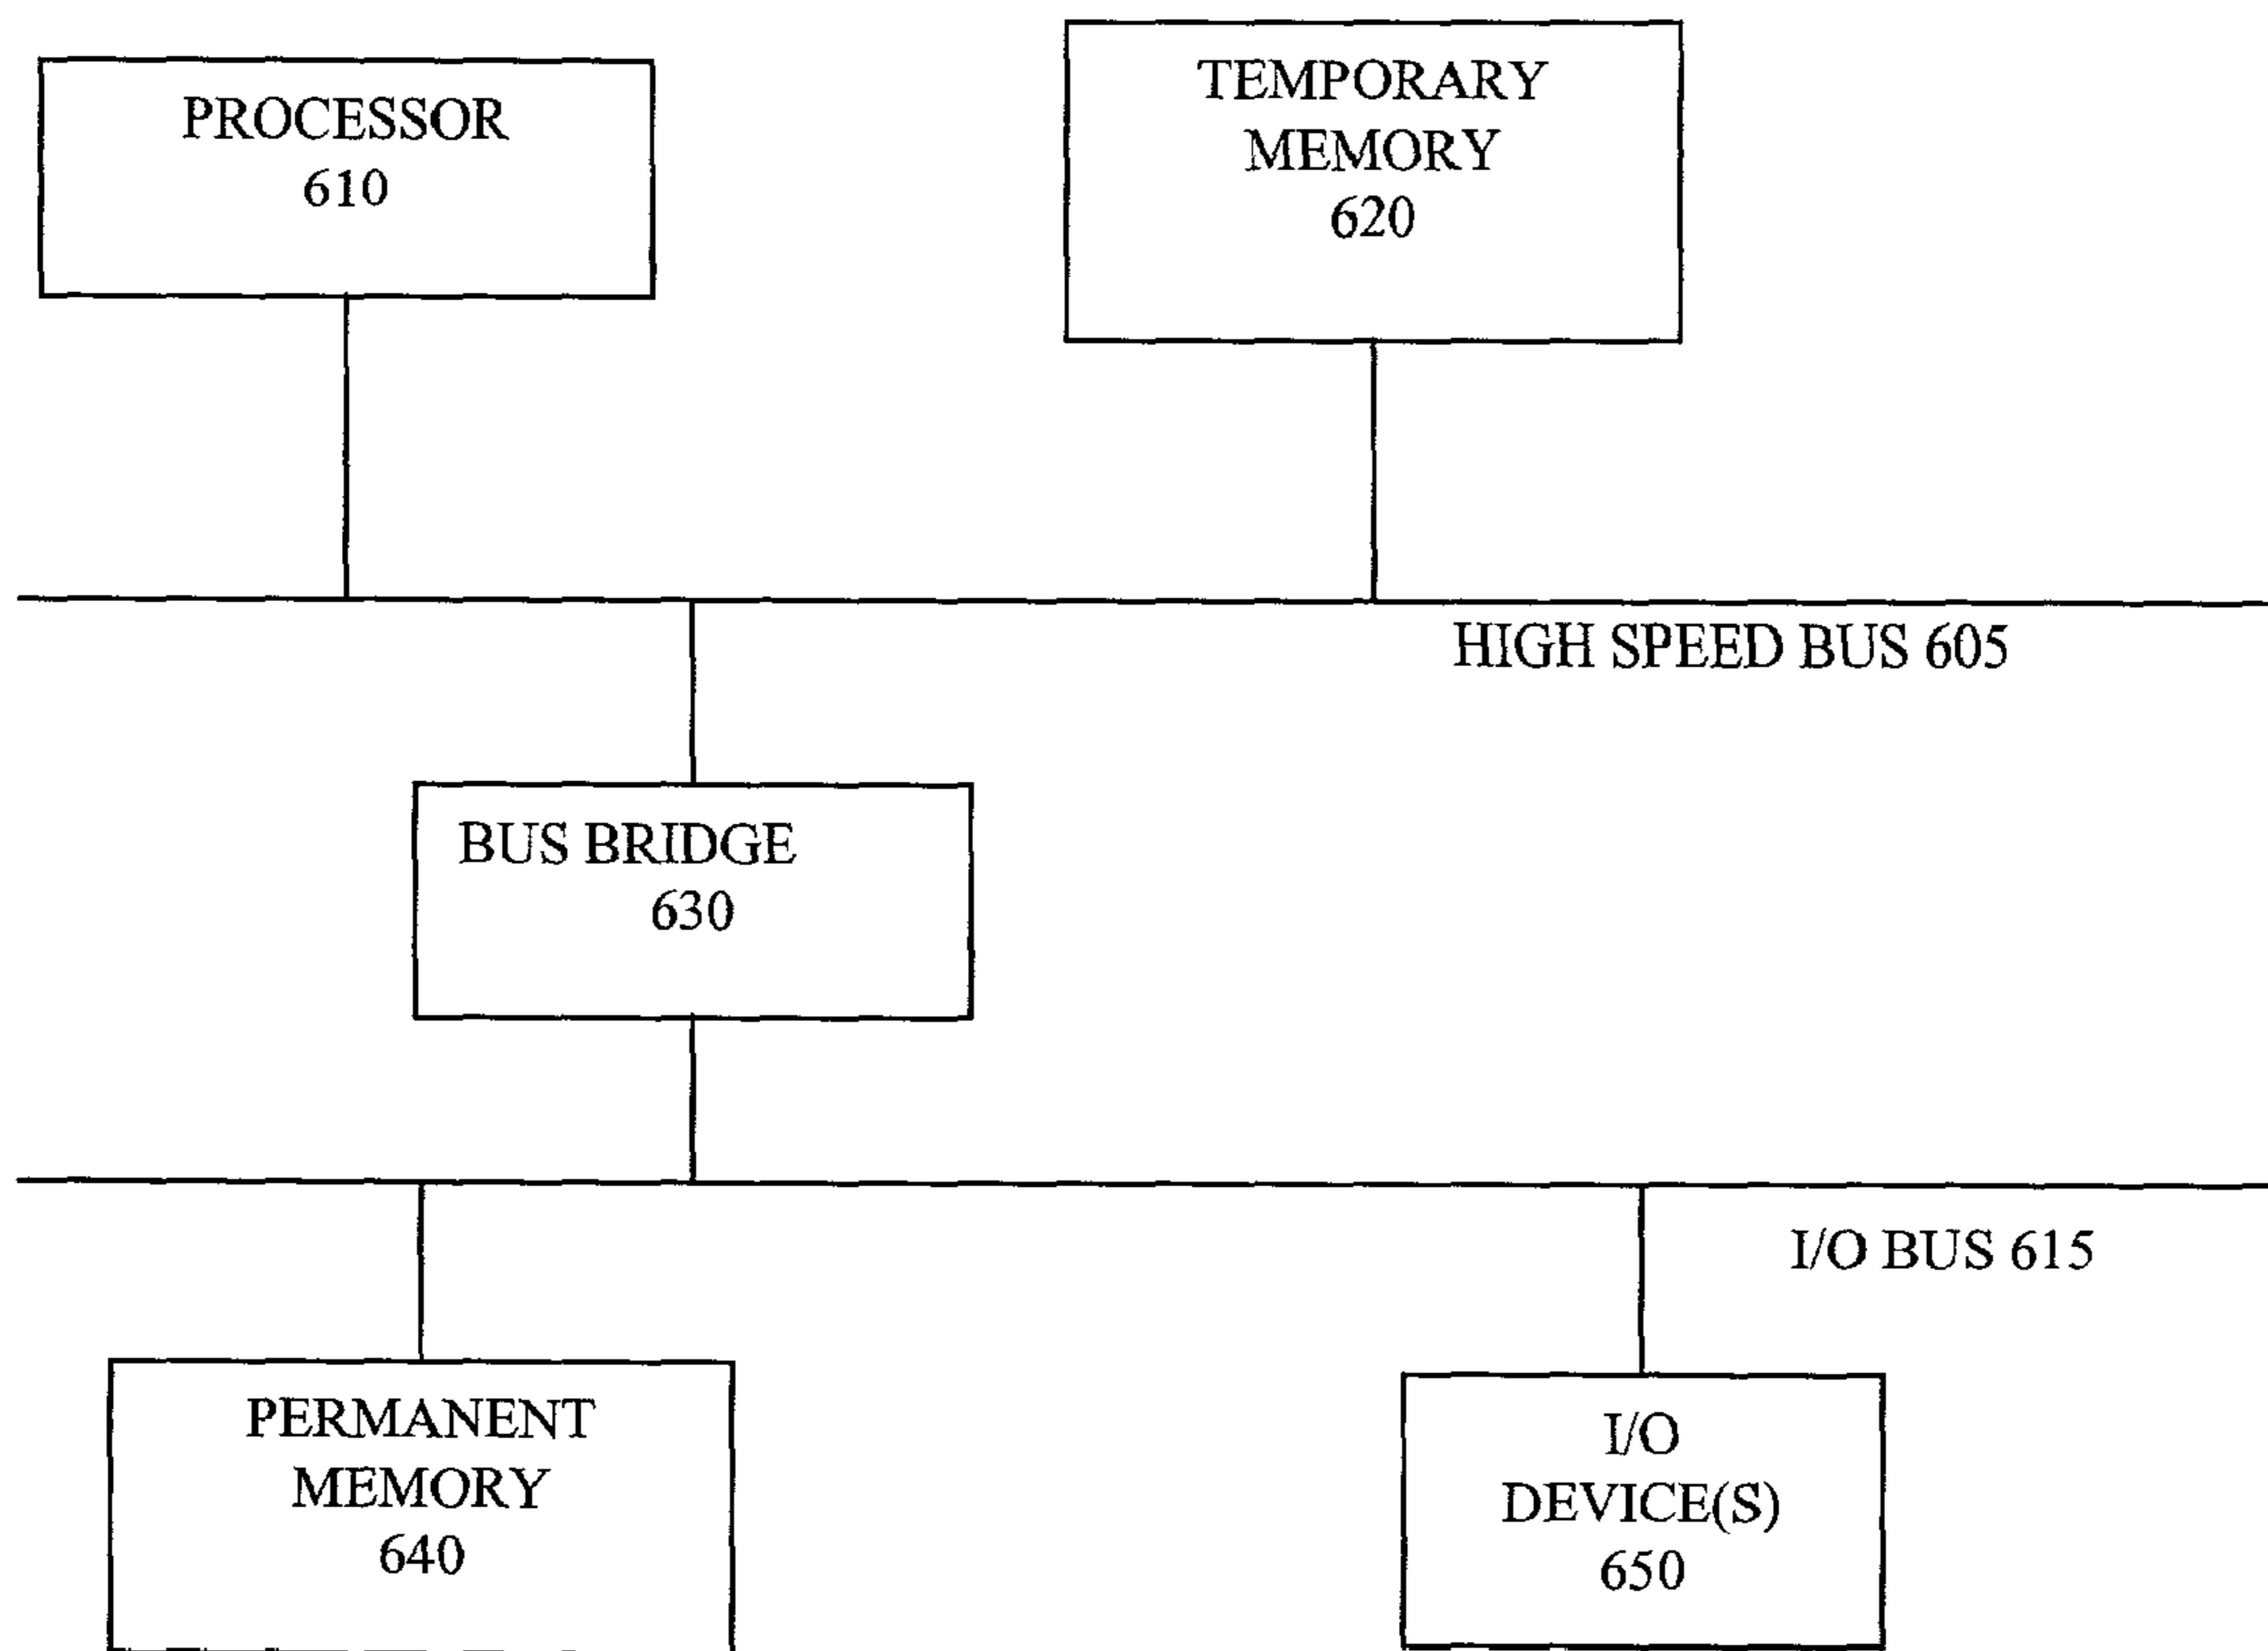 PROCESSOR
610
TEMPORARY
MEMORY
620
HIGH SPEED BUS 605
BUS BRIDGE
630
I/O BUS 615
PERMANENT
MEMORY
640
I/O
DEVICE(S)
650